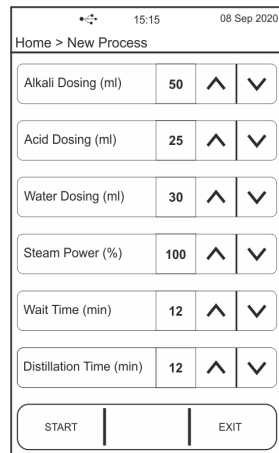 15:15 08 Sep 2020
Home > New Process
Alkali Dosing (ml) 50
Acid Dosing (ml) 25
Water Dosing (ml) 30
Steam Power (%) 100
Wait Time (min) 12
Distillation Time (min) 12
START EXIT